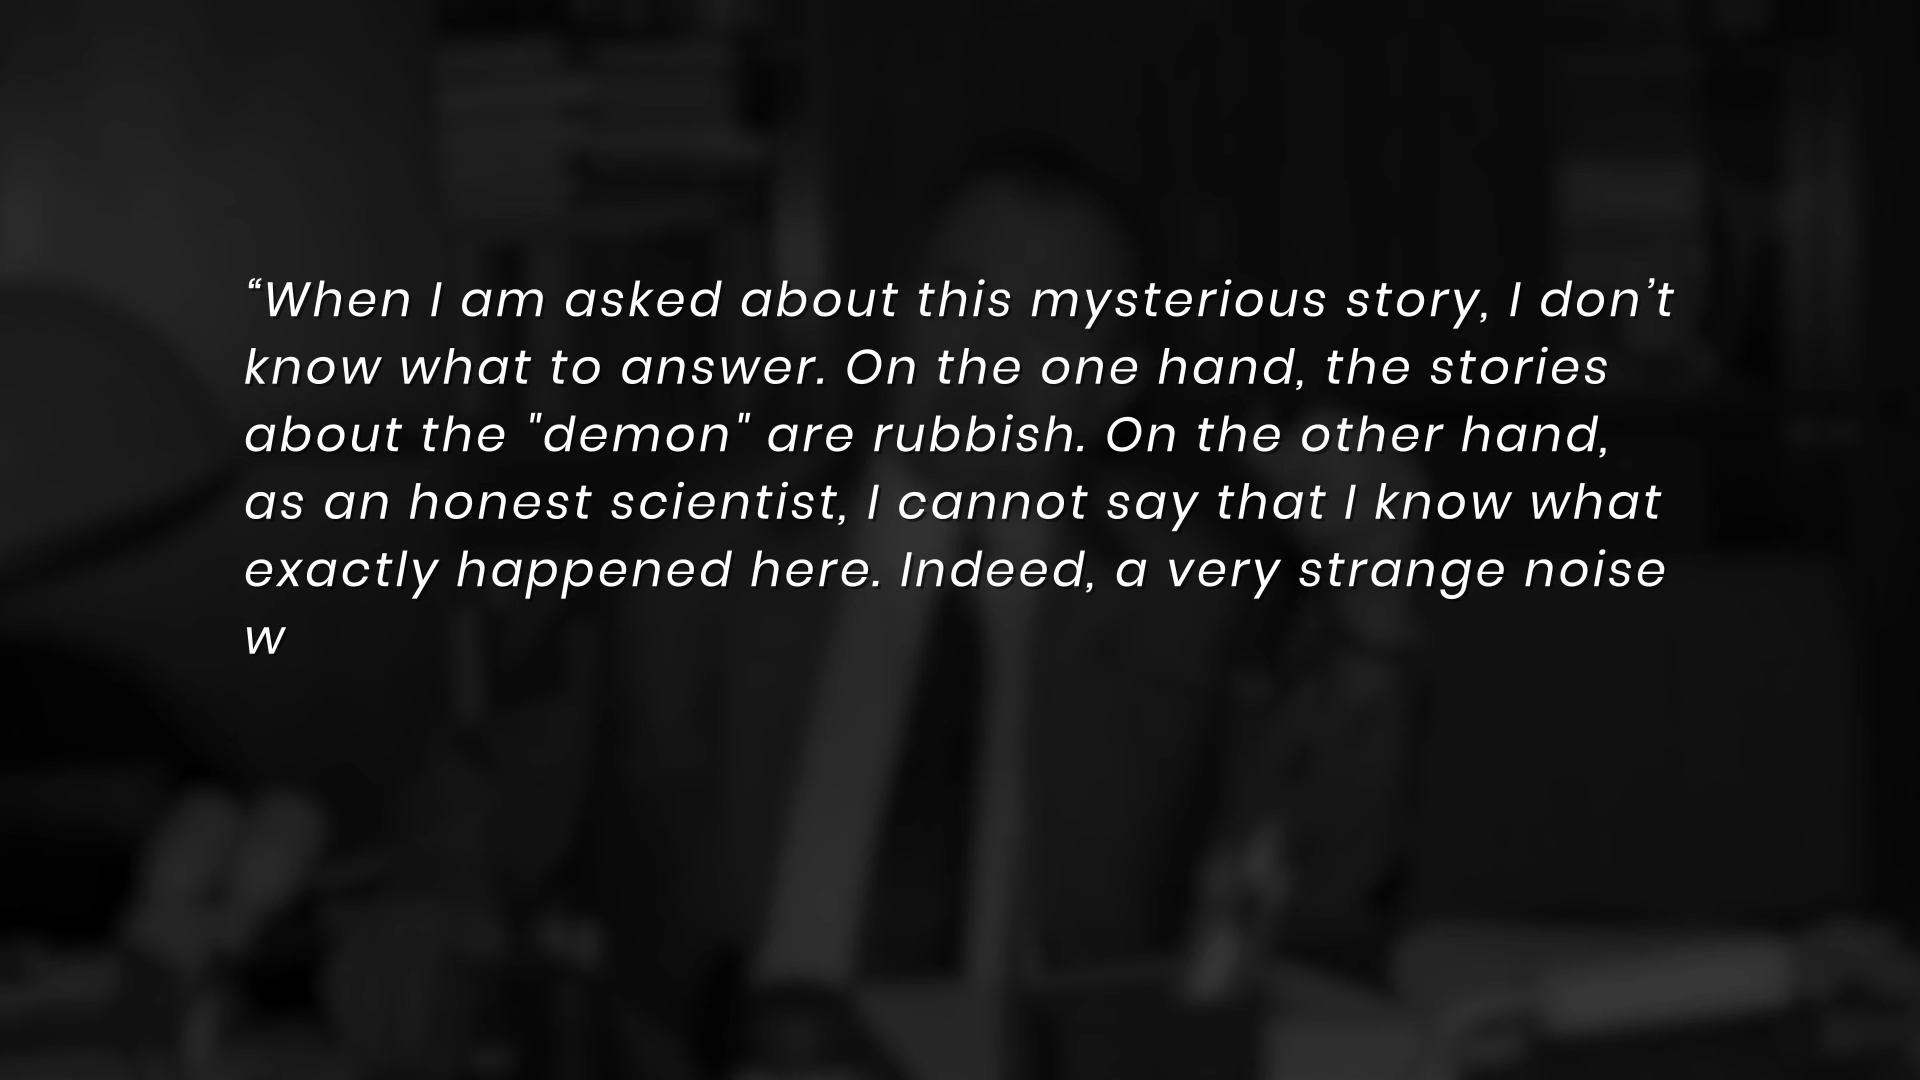 “When I am asked about this mysterious story, I don’t
know what to answer. On the one hand, the stories
about the "demon" are rubbish. On the other hand,
as an honest scientist, I cannot say that I know what
exactly happened here. Indeed, a very strange noise
w